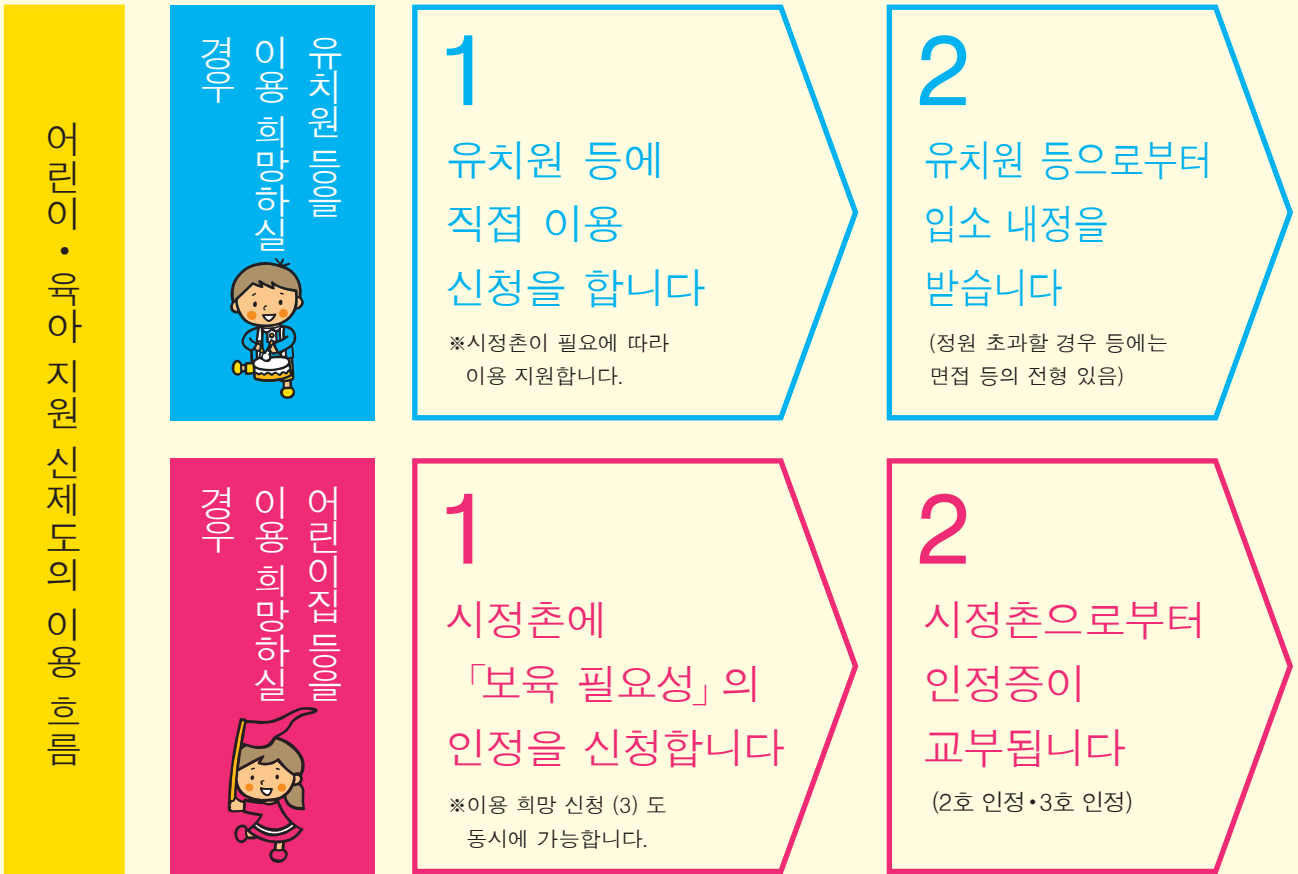 어린이・육아 지원 신제도의 이용 흐름
유치원 등을
이용 희망하실
경우
1
유치원 등에
직접 이용
신청을 합니다
※시정촌이 필요에 따라
이용 지원합니다.
2
유치원 등으로부터
입소 내정을
받습니다
(정원 초과할 경우 등에는
면접 등의 전형 있음)
어린이집 등을
이용 희망하실
경우
1
시정촌에
「보육 필요성」의
인정을 신청합니다
※이용 희망 신청 (3) 도
동시에 가능합니다.
2
시정촌으로부터
인정증이
교부됩니다
(2호 인정・3호 인정)